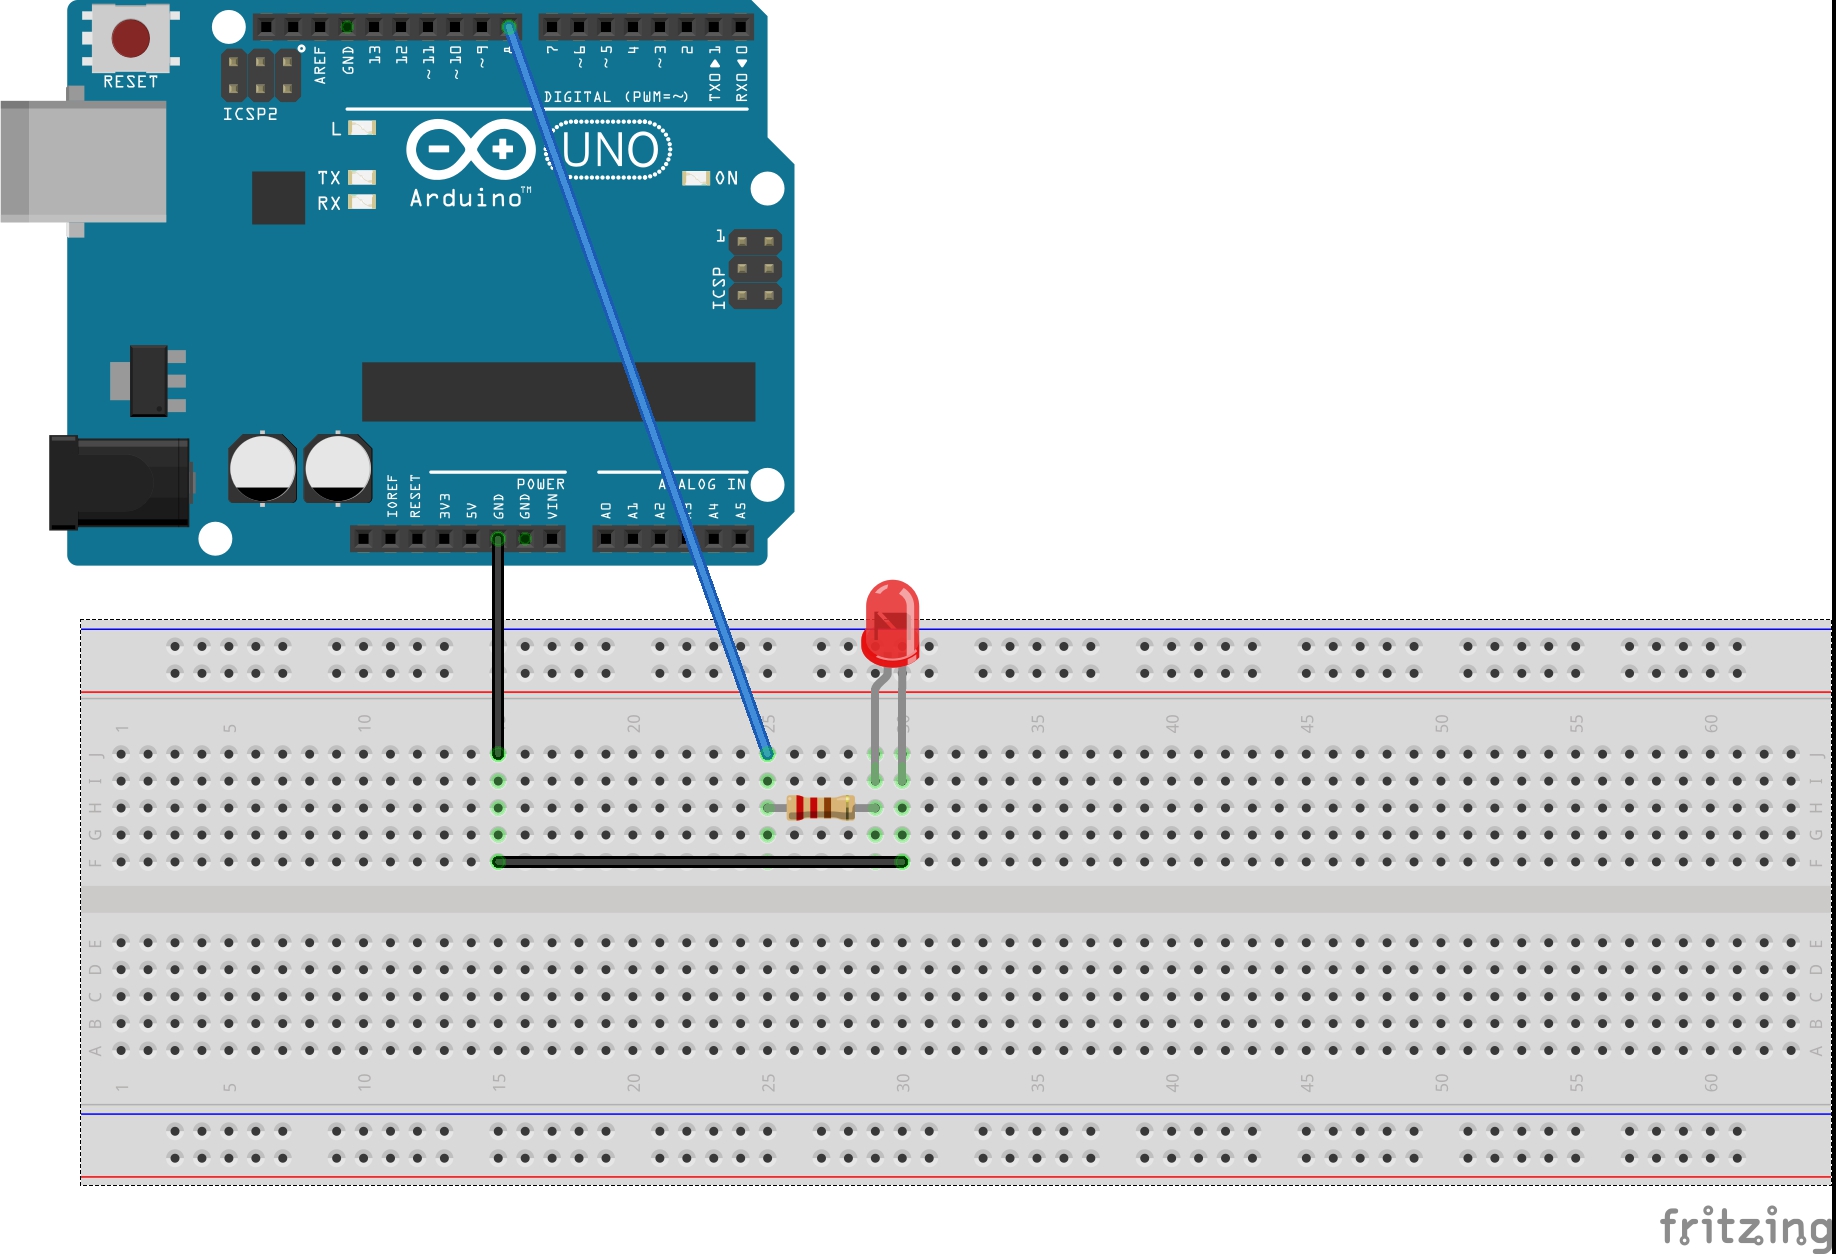 RESET
ICSP2
AREF
GND
13
12
~11
~10
~9
8
7
~6
~5
4
~3
2
TX0▶1
RX0◀0
DIGITAL (PWM=~)
L
TX
RX
Arduino™
UNO
ON
1
ICSP
POWER
ANALOG IN
IOREF
RESET
3V3
5V
GND
GND
VIN
A0
A1
A2
A3
A4
A5
1 5 10 20 25 30 35 40 45 50 55 60
J J
I I
H H
G G
F F
E E
D D
C C
B B
A A
1 5 10 15 20 25 30 35 40 45 50 55 60
fritzing